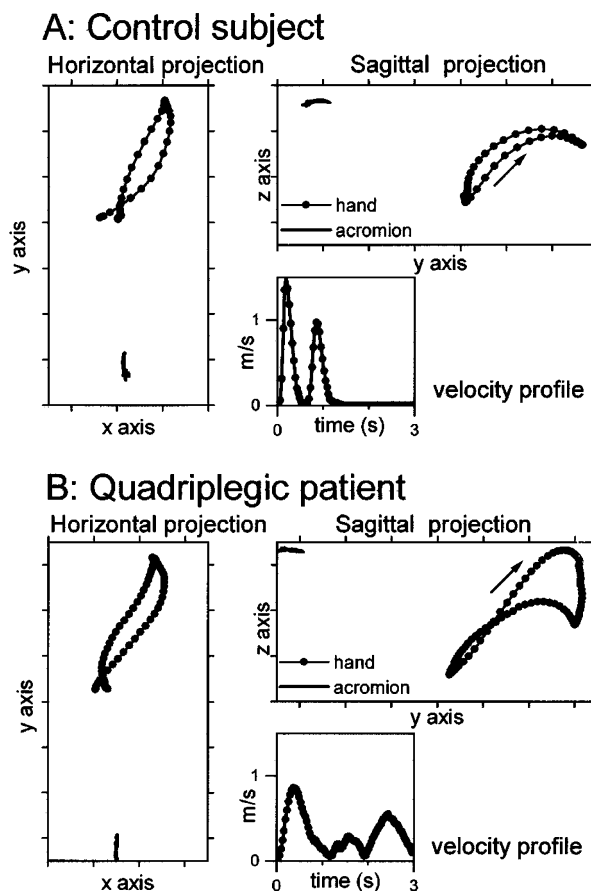 A: Control subject
Horizontal projection
Sagittal projection
y axis
x axis
z axis
hand
acromion
y axis
m/s
1
0
0
time (s)
3
velocity profile
B: Quadriplegic patient
Horizontal projection
Sagittal projection
y axis
x axis
z axis
hand
acromion
y axis
m/s
1
0
0
time (s)
3
velocity profile